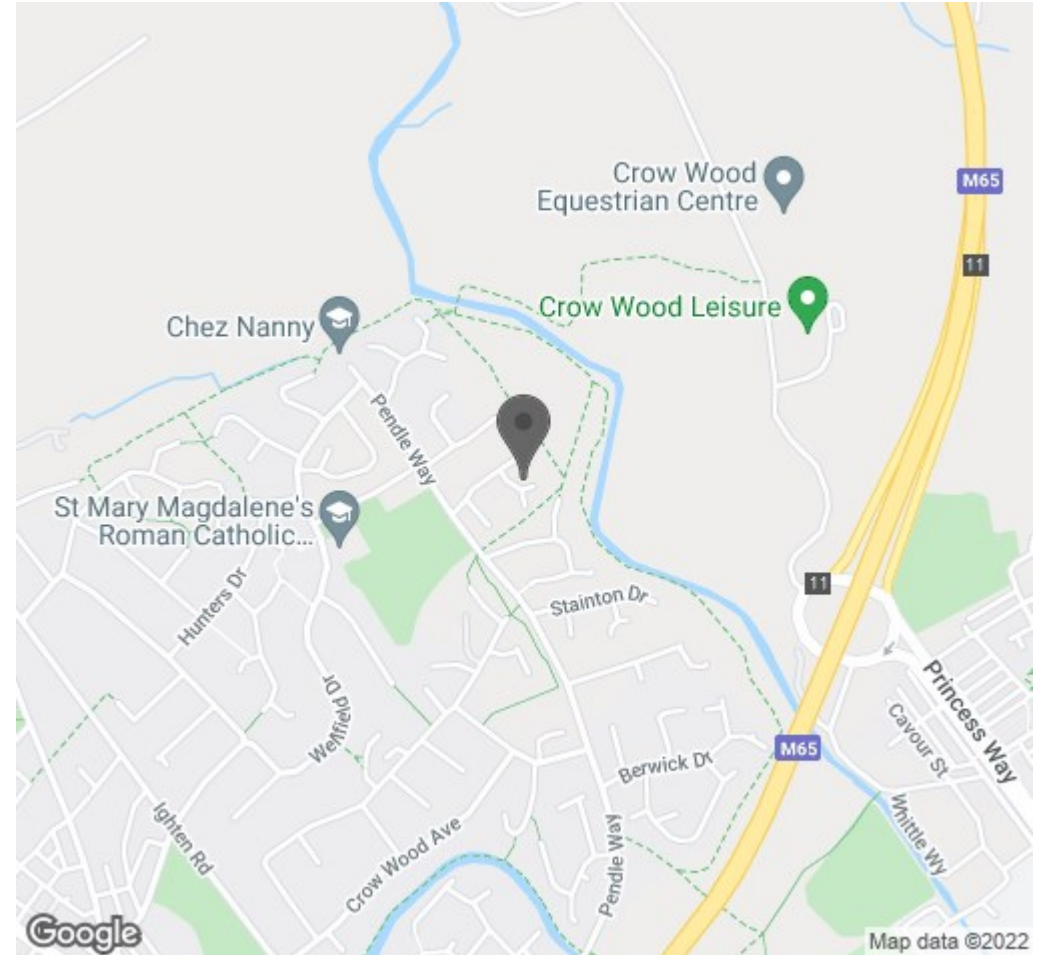 Crow Wood
Equestrian Centre
M65
11
Crow Wood Leisure
Chez Nanny
Pendle Way
St Mary Magdalene's
Roman Catholic...
Hunters Dr
Stainton Dr
11
Princess Way
Wellfield Dr
Cavour St
M65
Berwick Dr
Ighten Rd
Crow Wood Ave
Pendle Way
Whittle Wy
Google
Map data ©2022